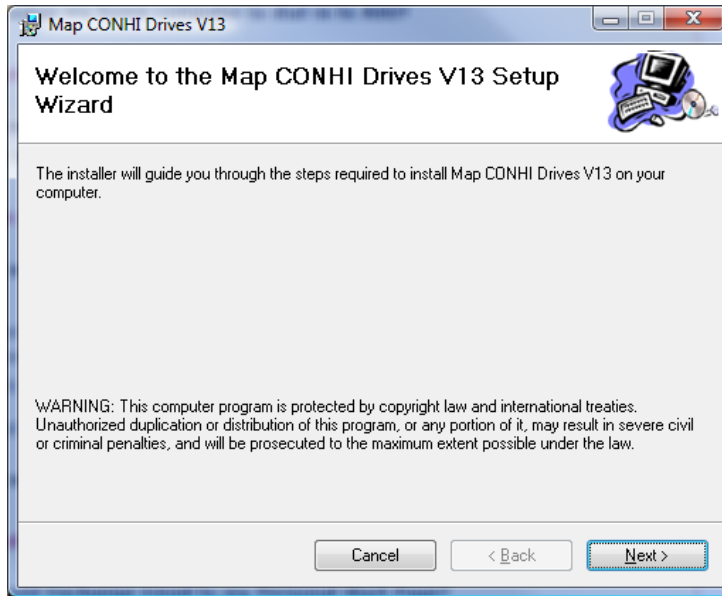 Map CONHI Drives V13
Welcome to the Map CONHI Drives V13 Setup
Wizard
The installer will guide you through the steps required to install Map CONHI Drives V13 on your
computer.
WARNING: This computer program is protected by copyright law and international treaties.
Unauthorized duplication or distribution of this program, or any portion of it, may result in severe civil
or criminal penalties, and will be prosecuted to the maximum extent possible under the law.
Cancel
< Back
Next >